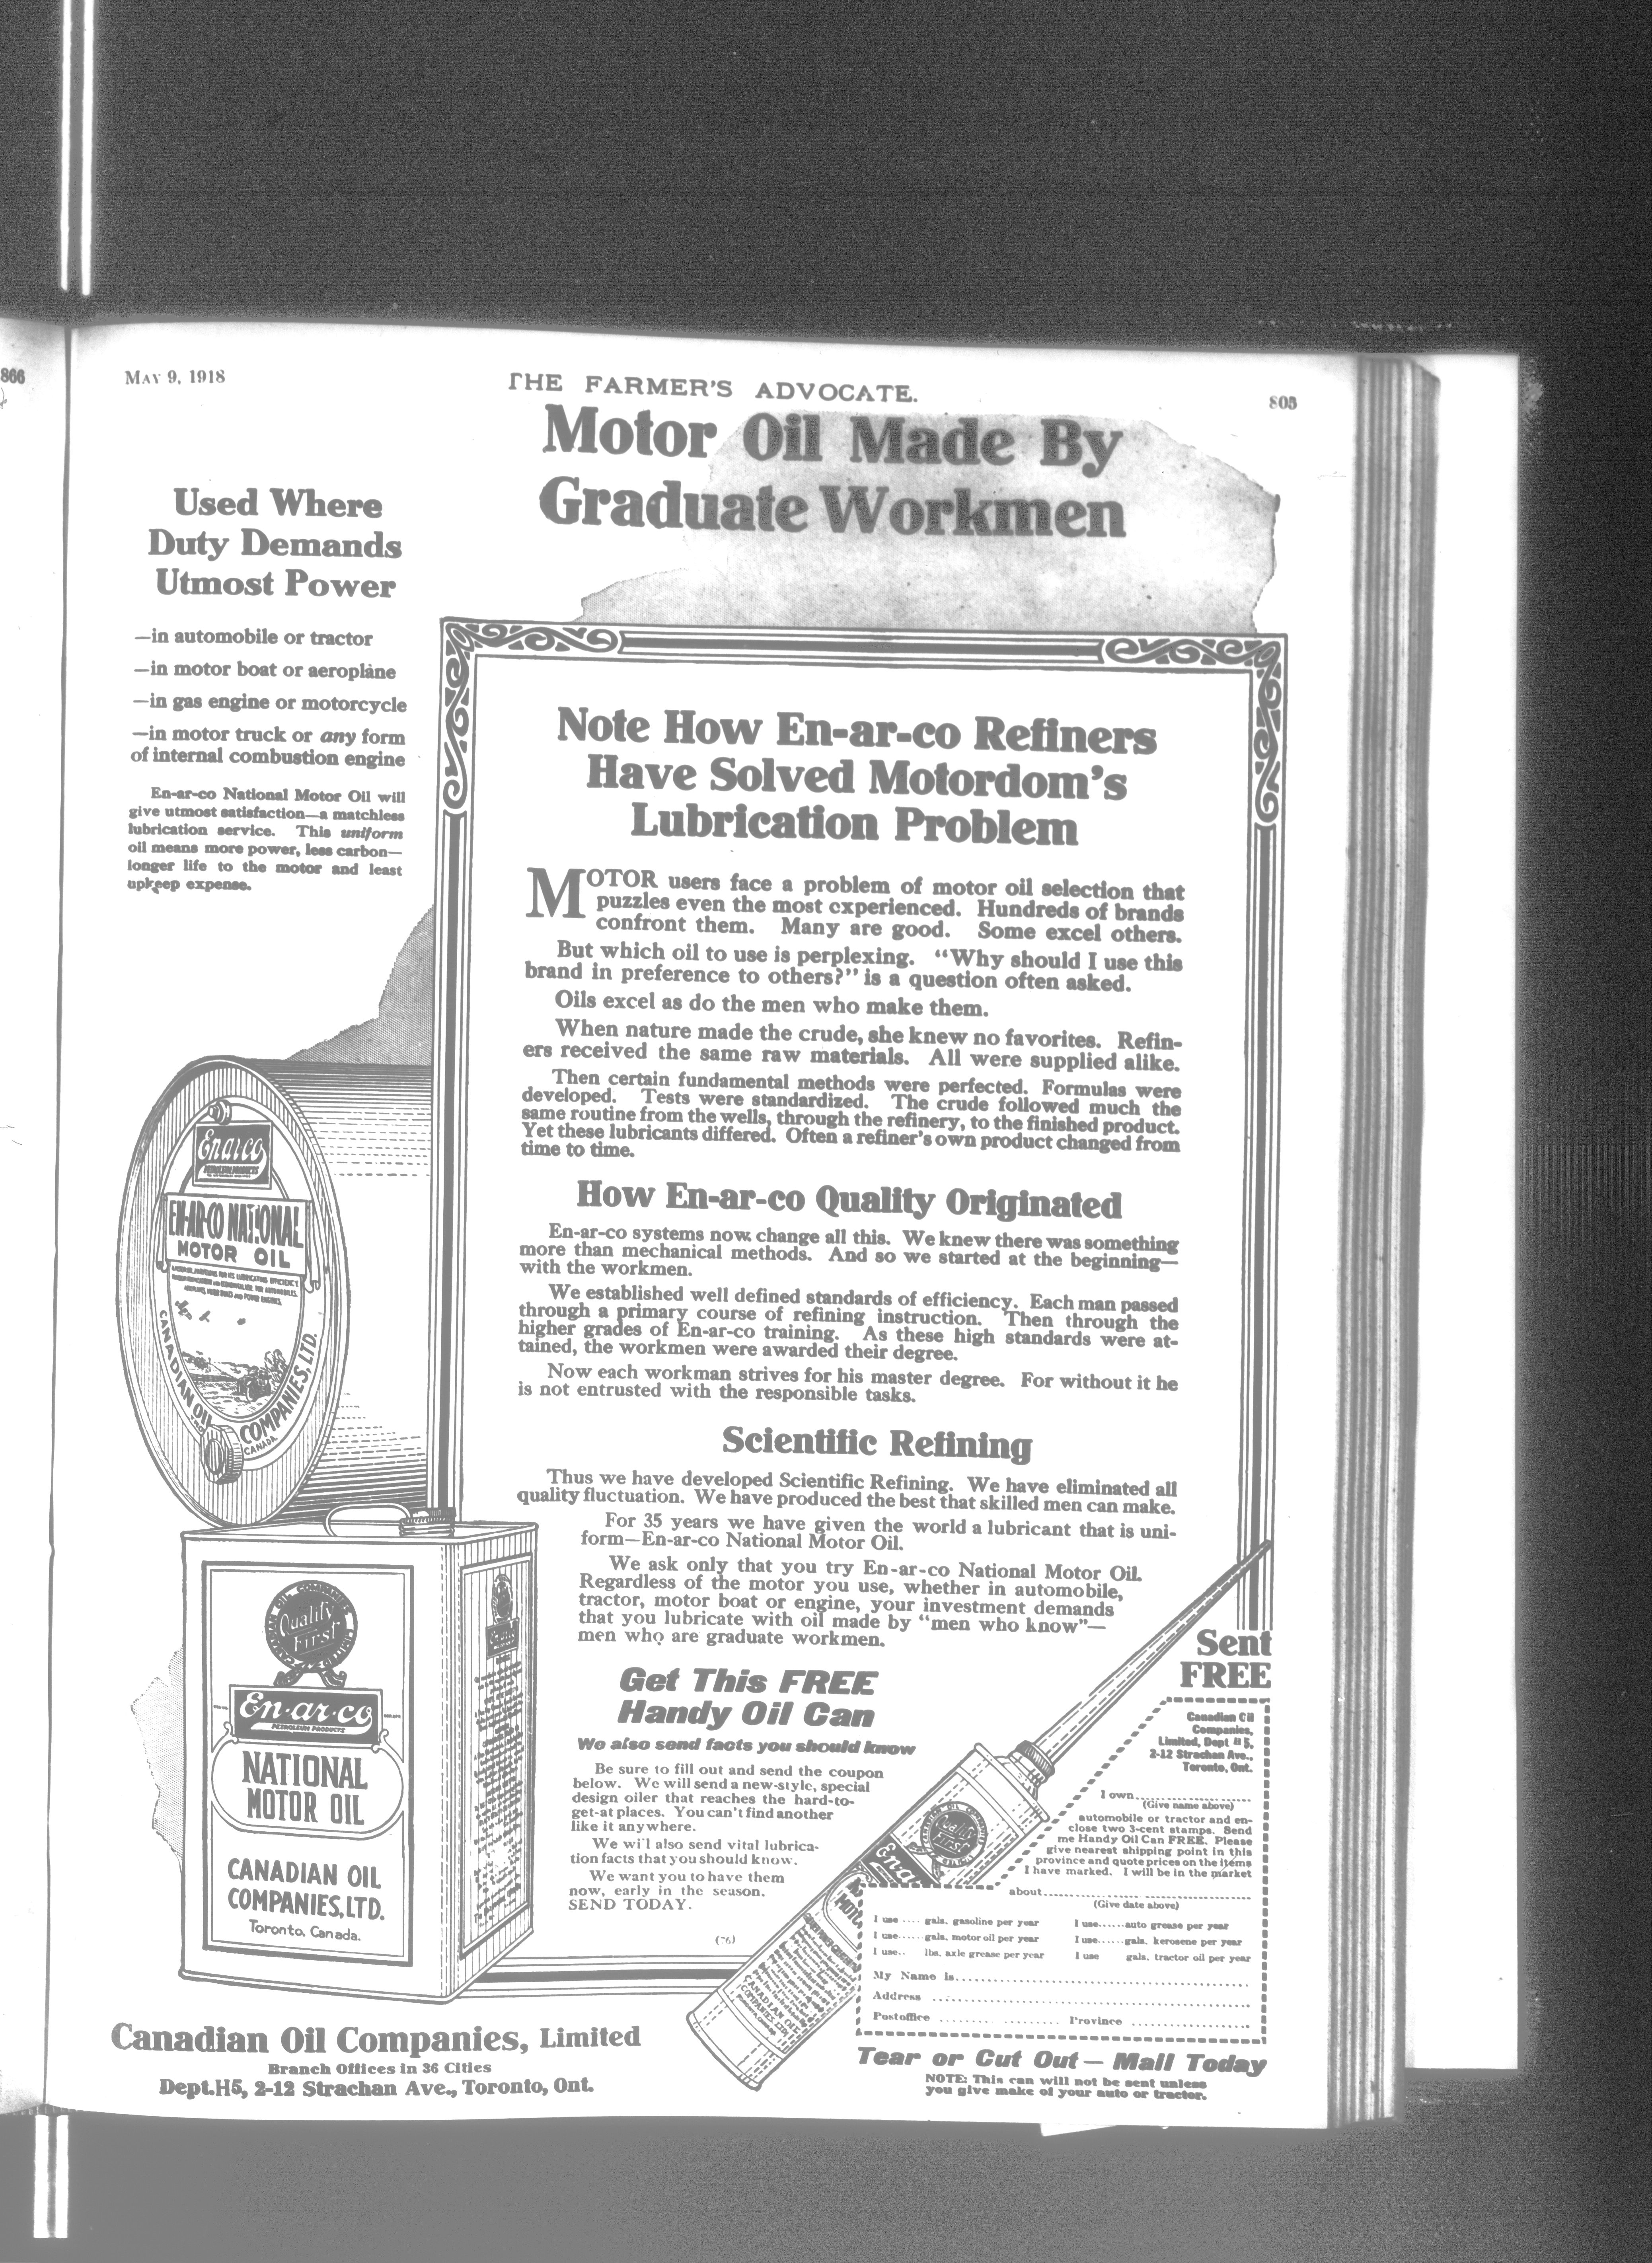 866
MAY 9, 1918
THE FARMER'S ADVOCATE.
805
Motor Oil Made By
Graduate Workmen
Used Where
Duty Demands
Utmost Power
—in automobile or tractor
—in motor boat or aeroplane
—in gas engine or motorcycle
—in motor truck or any form
of internal combustion engine
En-ar-co National Motor Oil will
give utmost satisfaction—a matchless
lubrication service. This uniform
oil means more power, less carbon—
longer life to the motor and least
upkeep expense.
Note How En-ar-co Refiners
Have Solved Motordom's
Lubrication Problem
MOTOR users face a problem of motor oil selection that
puzzles even the most experienced. Hundreds of brands
confront them. Many are good. Some excel others.
But which oil to use is perplexing. "Why should I use this
brand in preference to others?" is a question often asked.
Oils excel as do the men who make them.
When nature made the crude, she knew no favorites. Refin-
ers received the same raw materials. All were supplied alike.
Then certain fundamental methods were perfected. Formulas were
developed. Tests were standardized. The crude followed much the
same routine from the wells, through the refinery, to the finished product.
Yet these lubricants differed. Often a refiner's own product changed from
time to time.
How En-ar-co Quality Originated
En-ar-co systems now change all this. We knew there was something
more than mechanical methods. And so we started at the beginning—
with the workmen.
We established well defined standards of efficiency. Each man passed
through a primary course of refining instruction. Then through the
higher grades of En-ar-co training. As these high standards were at-
tained, the workmen were awarded their degree.
Now each workman strives for his master degree. For without it he
is not entrusted with the responsible tasks.
Scientific Refining
Thus we have developed Scientific Refining. We have eliminated all
quality fluctuation. We have produced the best that skilled men can make.
For 35 years we have given the world a lubricant that is uni-
form—En-ar-co National Motor Oil.
We ask only that you try En-ar-co National Motor Oil.
Regardless of the motor you use, whether in automobile,
tractor, motor boat or engine, your investment demands
that you lubricate with oil made by "men who know"—
men who are graduate workmen.
Get This FREE
Handy Oil Can
We also send facts you should know
Be sure to fill out and send the coupon
below. We will send a new-style, special
design oiler that reaches the hard-to-
get-at places. You can't find another
like it anywhere.
We will also send vital lubrica-
tion facts that you should know.
We want you to have them
now, early in the season.
SEND TODAY.
(76)
Enarco
PETROLEUM PRODUCTS
EN-AR-CO NATIONAL
MOTOR OIL
CANADIAN OIL COMPANIES, LTD.
CANADA
Quality
First
En-ar-co
PETROLEUM PRODUCTS
NATIONAL
MOTOR OIL
CANADIAN OIL
COMPANIES, LTD.
Toronto, Canada.
CANADIAN OIL
COMPANIES LTD.
Sent
FREE
Canadian Oil
Companies,
Limited, Dept H5,
2-12 Strachan Ave.,
Toronto, Ont.
I own
(Give name above)
automobile or tractor and en-
close two 3-cent stamps. Send
me Handy Oil Can FREE. Please
give nearest shipping point in this
province and quote prices on the items
I have marked. I will be in the market
about
(Give date above)
I use .... gals. gasoline per year I use......auto grease per year
I use......gals. motor oil per year I use......gals. kerosene per year
I use.. lbs. axle grease per year I use gals. tractor oil per year
My Name is
Address
Postoffice Province
Tear or Cut Out — Mail Today
NOTE: This can will not be sent unless
you give make of your auto or tractor.
Canadian Oil Companies, Limited
Branch Offices in 36 Cities
Dept.H5, 2-12 Strachan Ave., Toronto, Ont.